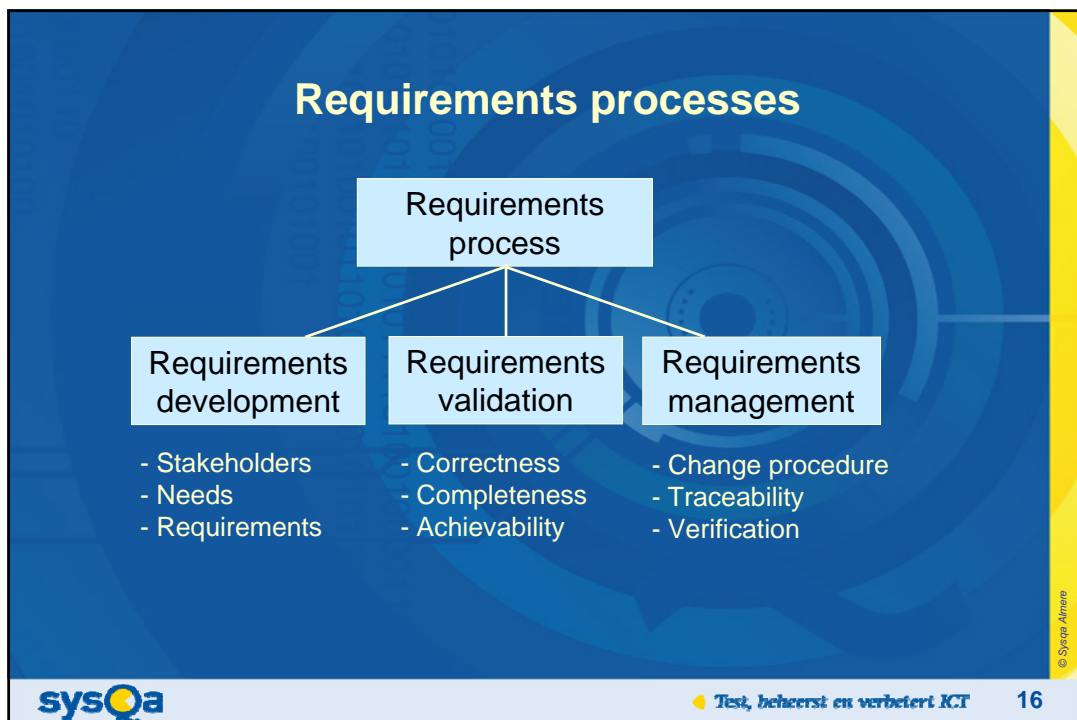 Requirements processes
Requirements
process
Requirements
development
Requirements
validation
Requirements
management
- Stakeholders
- Needs
- Requirements
- Correctness
- Completeness
- Achievability
- Change procedure
- Traceability
- Verification
© Sysqa Almere
sysQa
Test, beheerst en verbetert ICT
16